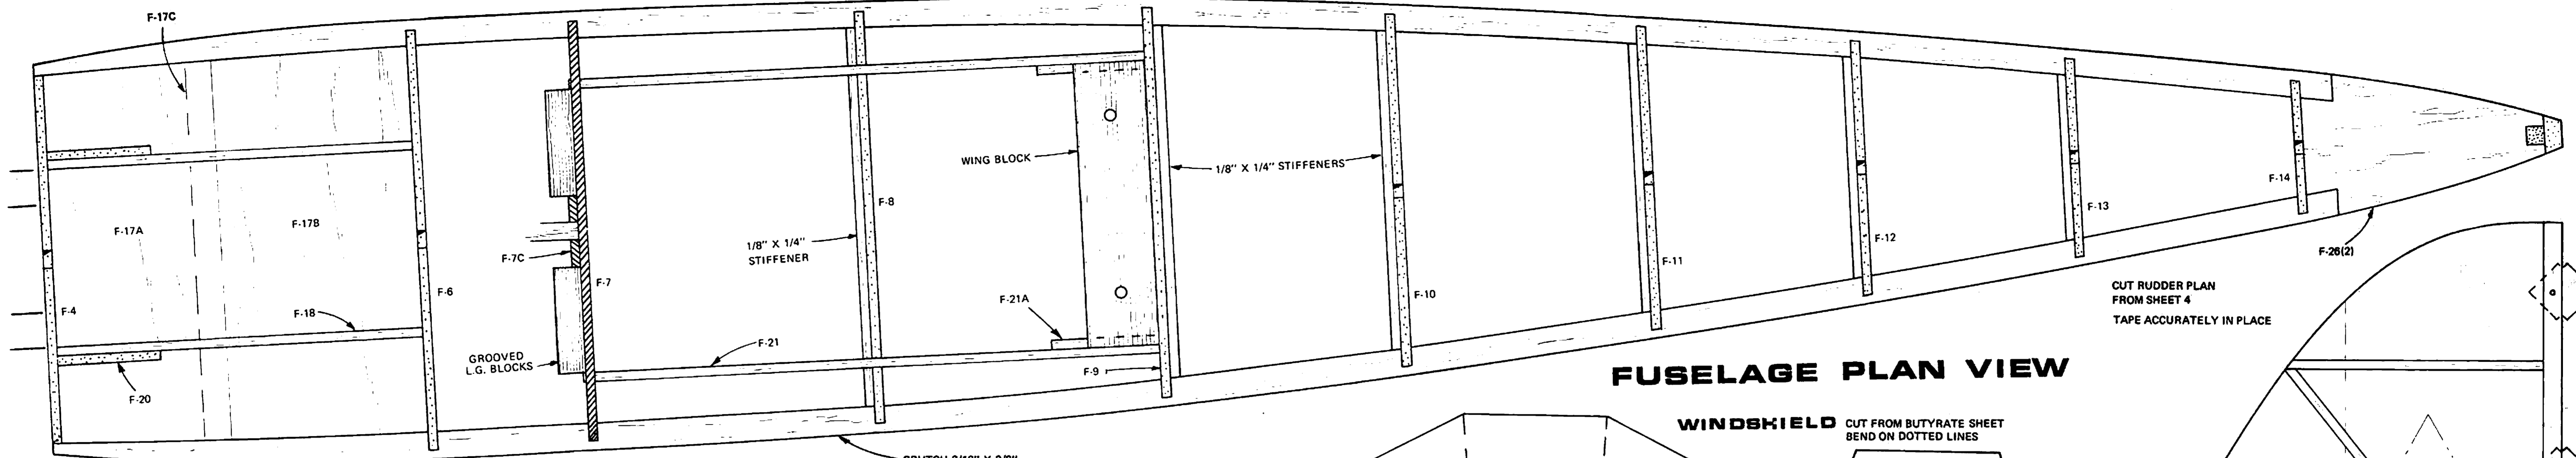 F-17C
WING BLOCK
1/8" X 1/4" STIFFENERS
F-14
F-8
F-13
F-17A
F-17B
1/8" X 1/4"
STIFFENER
F-12
F-7C
F-26(2)
F-11
F-7
F-6
F-10
CUT RUDDER PLAN
FROM SHEET 4
TAPE ACCURATELY IN PLACE
F-21A
F-4
F-18
F-21
GROOVED
L.G. BLOCKS
F-9
F-20
FUSELAGE PLAN VIEW
WINDSHIELD
CUT FROM BUTYRATE SHEET
BEND ON DOTTED LINES